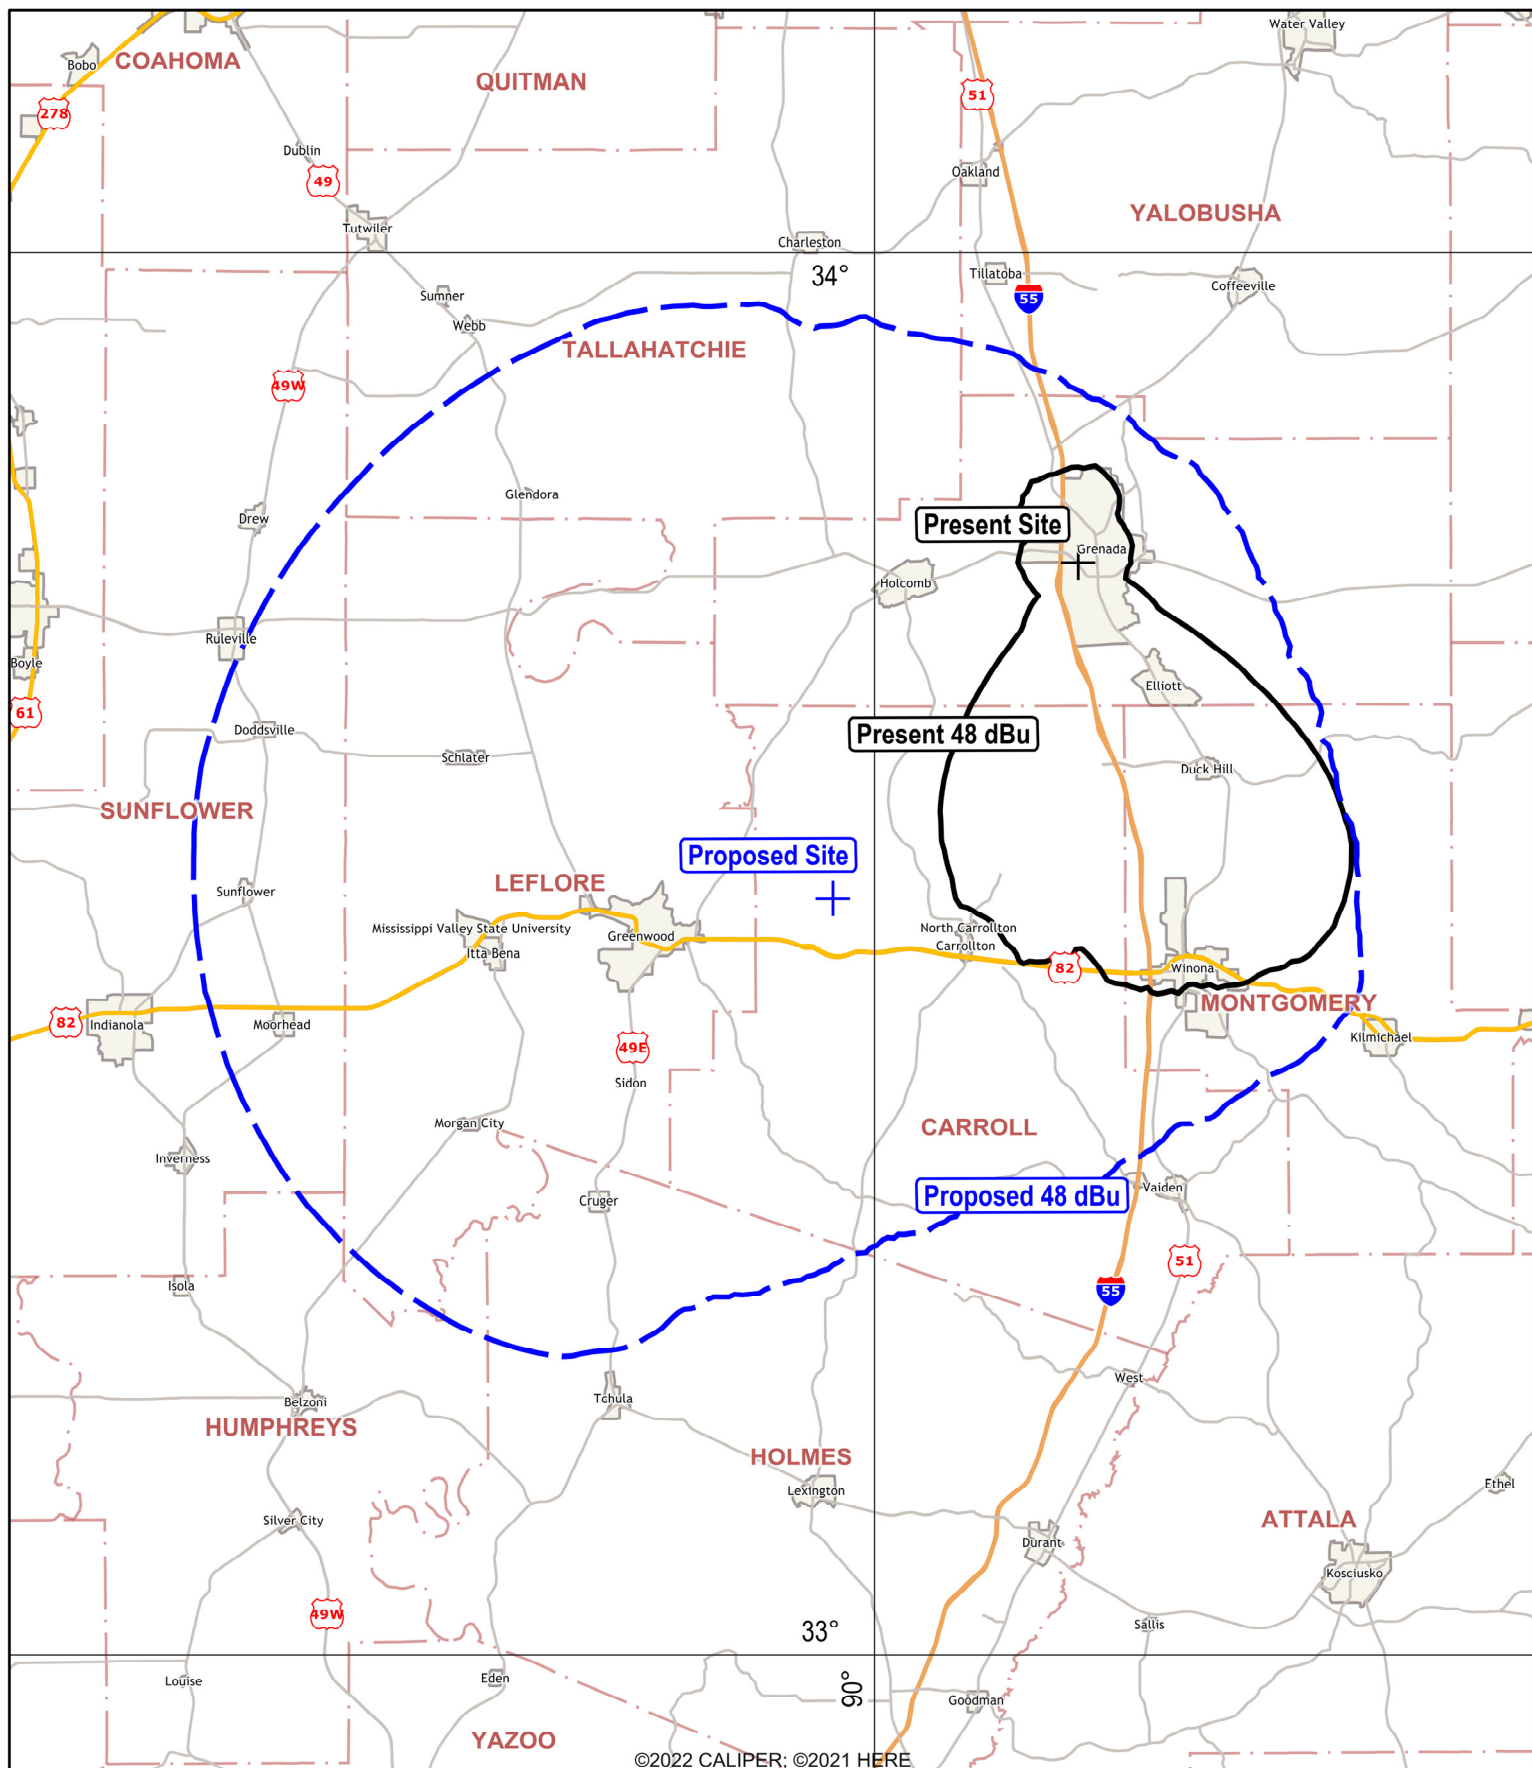 Water Valley
COAHOMA
Bobo
QUITMAN
51
278
Dublin
49
Oakland
YALOBUSHA
Tutwiler
Charleston
34°
Tillatoba
Coffeeville
55
Sumner
Webb
TALLAHATCHIE
49W
Glendora
Drew
Present Site
Grenada
Holcomb
Ruleville
Boyle
Elliott
61
Doddsville
Present 48 dBu
Schlater
Duck Hill
SUNFLOWER
Proposed Site
LEFLORE
Sunflower
Mississippi Valley State University
Greenwood
North Carrollton
Carrollton
Itta Bena
82
Winona
MONTGOMERY
82
Indianola
Moorhead
Kilmichael
49E
Sidon
Morgan City
CARROLL
Inverness
Cruger
Proposed 48 dBu
Vaiden
51
Isola
55
West
Belzoni
Tchula
HUMPHREYS
HOLMES
Lexington
Ethel
Silver City
ATTALA
Durant
Kosciusko
49W
Sallis
33°
Louise
Eden
90°
Goodman
YAZOO
©2022 CALIPER; ©2021 HERE